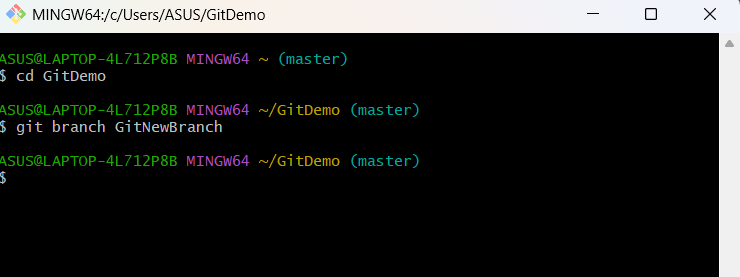 MINGW64:/c/Users/ASUS/GitDemo
ASUS@LAPTOP-4L712P8B MINGW64 ~ (master)
$ cd GitDemo
ASUS@LAPTOP-4L712P8B MINGW64 ~/GitDemo (master)
$ git branch GitNewBranch
ASUS@LAPTOP-4L712P8B MINGW64 ~/GitDemo (master)
$